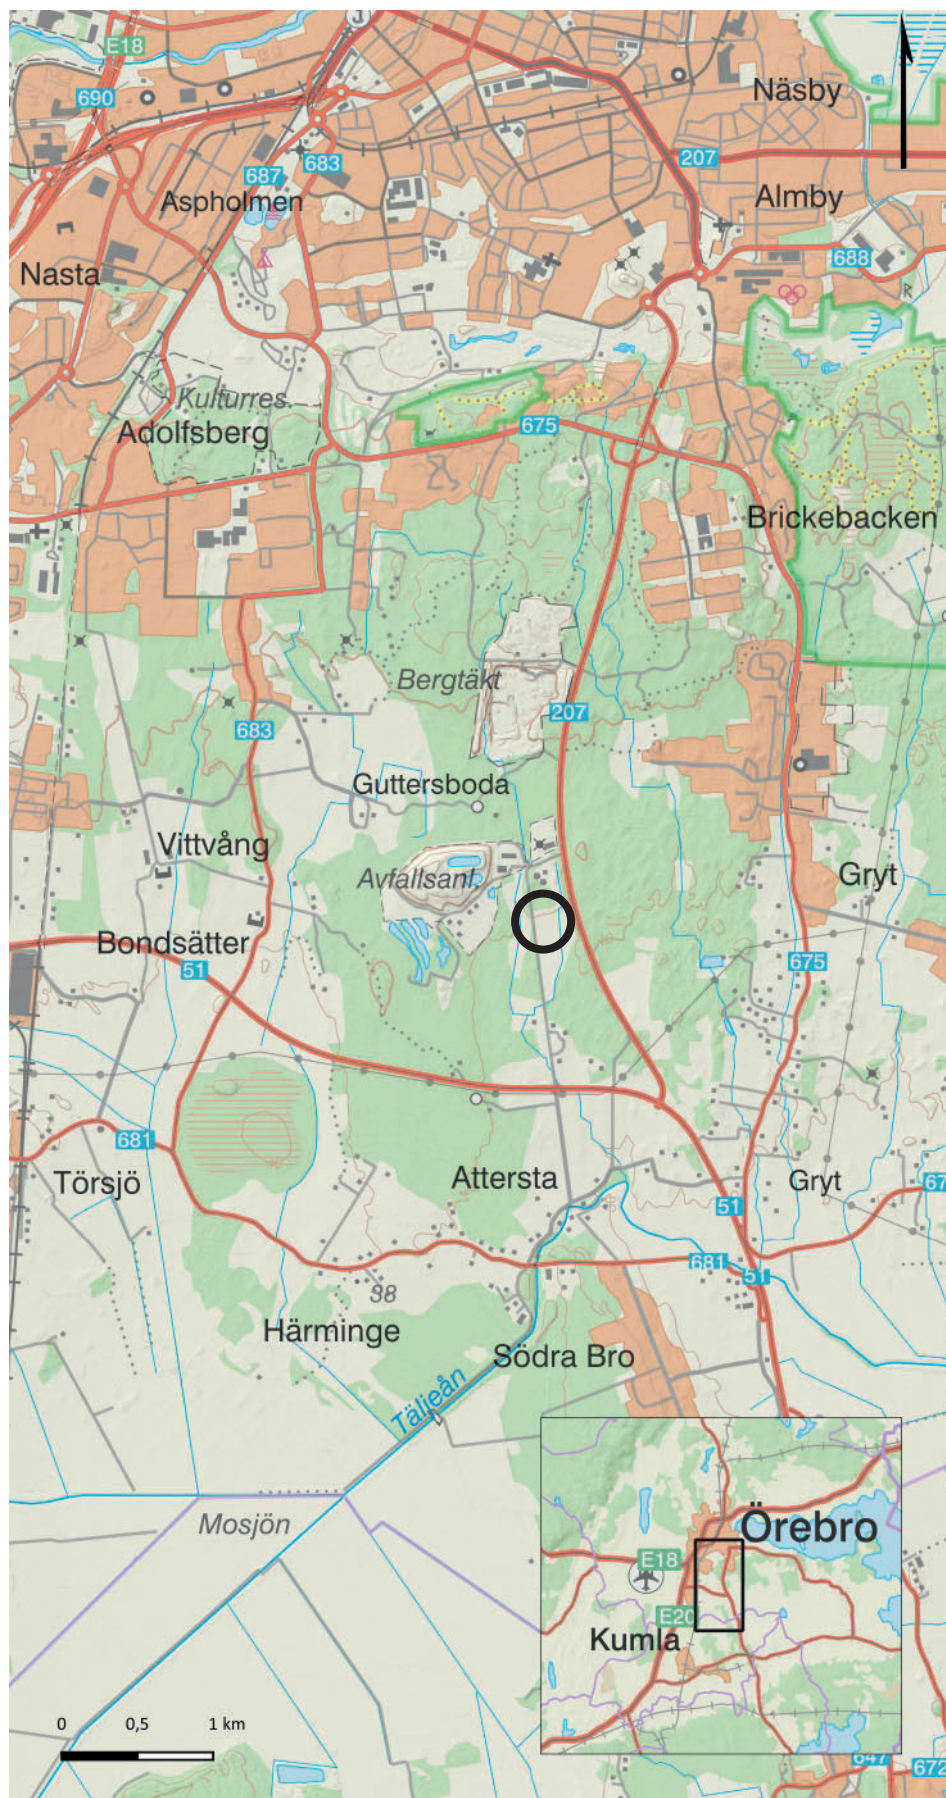 J
E18
690
Näsby
207
687
683
Aspholmen
Almby
688
Nasta
Kulturres.
Adolfsberg
675
Brickebacken
Bergtäkt
207
683
Guttersboda
Vittvång
Avfallsanl.
Gryt
Bondsätter
51
675
681
Törsjö
Attersta
Gryt
67
51
681
51
38
Härminge
Södra Bro
Täljeån
Mosjön
Örebro
E18
E20
Kumla
0 0,5 1 km
647
672